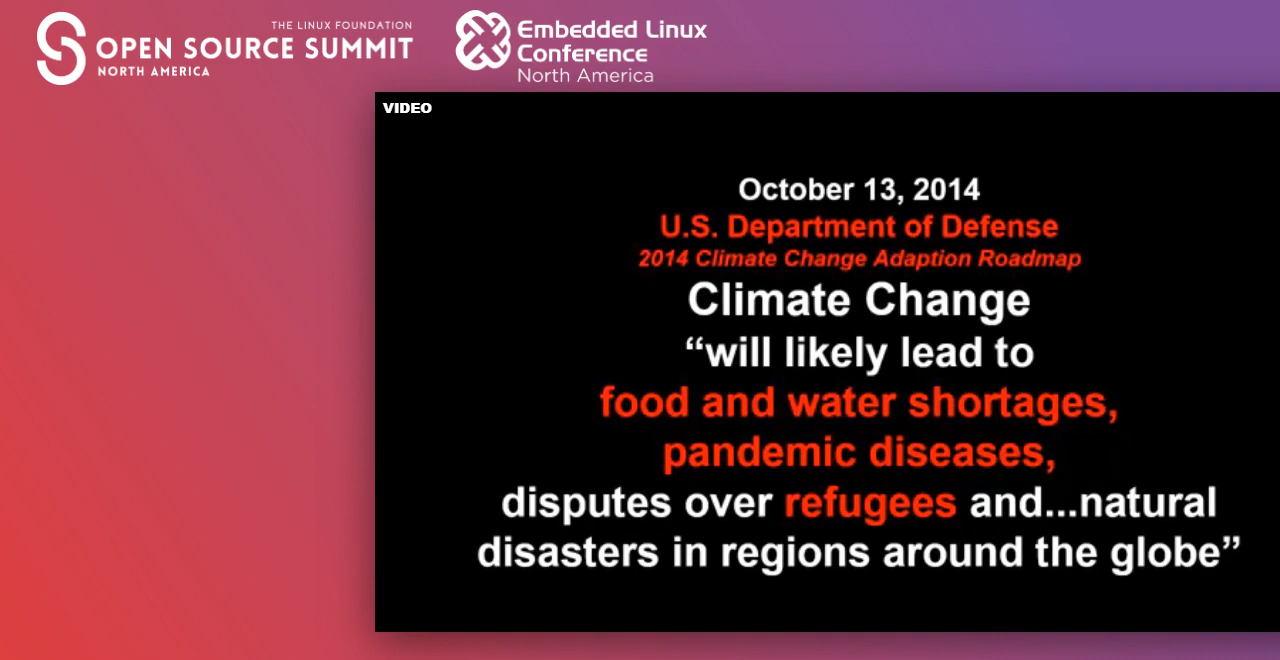 THE LINUX FOUNDATION
OPEN SOURCE SUMMIT
NORTH AMERICA
Embedded Linux
Conference
North America
VIDEO
October 13, 2014
U.S. Department of Defense
2014 Climate Change Adaption Roadmap
Climate Change
“will likely lead to
food and water shortages,
pandemic diseases,
disputes over refugees and...natural
disasters in regions around the globe”